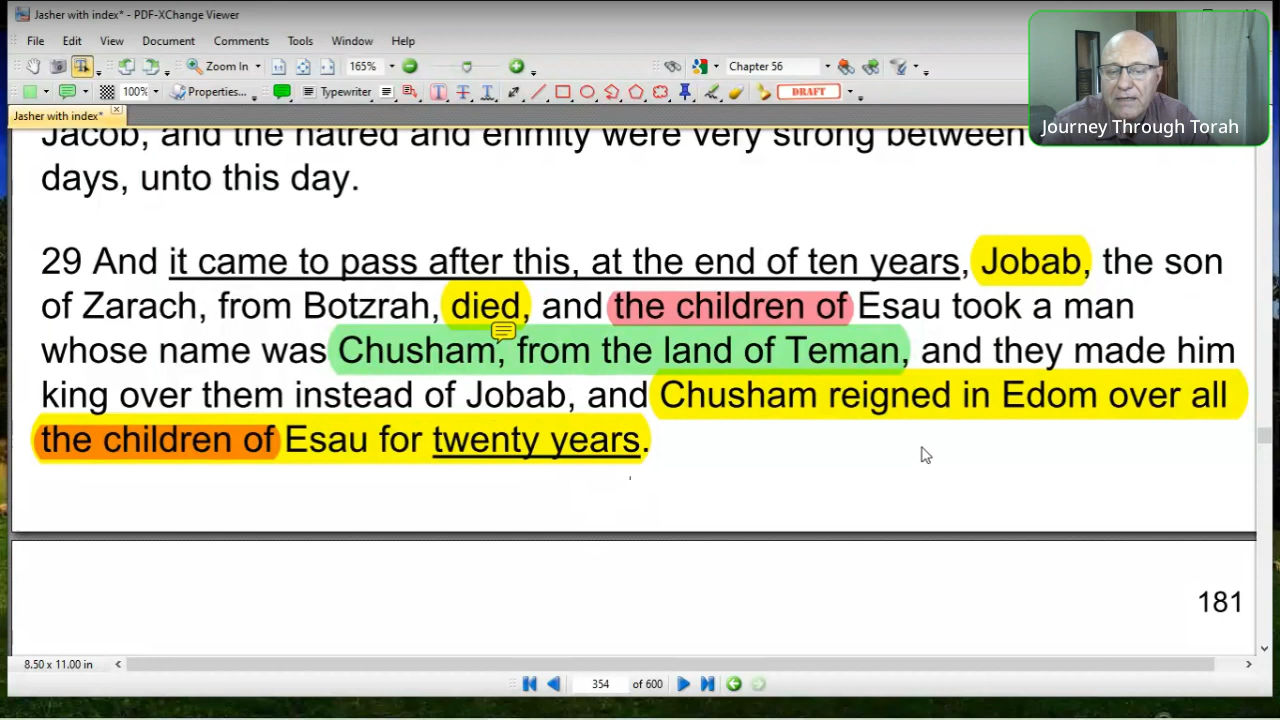 Jasher with index* - PDF-XChange Viewer
File Edit View Document Comments Tools Window Help
Zoom In 165% Chapter 56
100% Properties... Typewriter DRAFT
Jasher with index*
Journey Through Torah
Jacob, and the hatred and enmity were very strong between
days, unto this day.
29 And it came to pass after this, at the end of ten years, Jobab, the son
of Zarach, from Botzrah, died, and the children of Esau took a man
whose name was Chusham, from the land of Teman, and they made him
king over them instead of Jobab, and Chusham reigned in Edom over all
the children of Esau for twenty years.
181
8.50 x 11.00 in
354 of 600